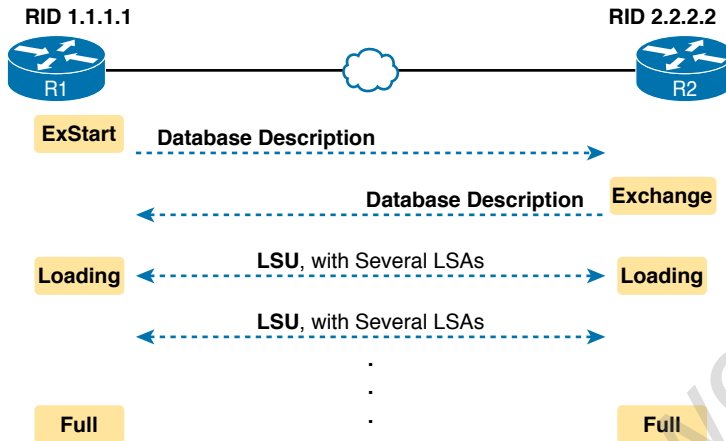 RID 1.1.1.1
RID 2.2.2.2
R1
R2
ExStart
Database Description
Database Description
Exchange
LSU, with Several LSAs
Loading
Loading
LSU, with Several LSAs
.
.
.
Full
Full